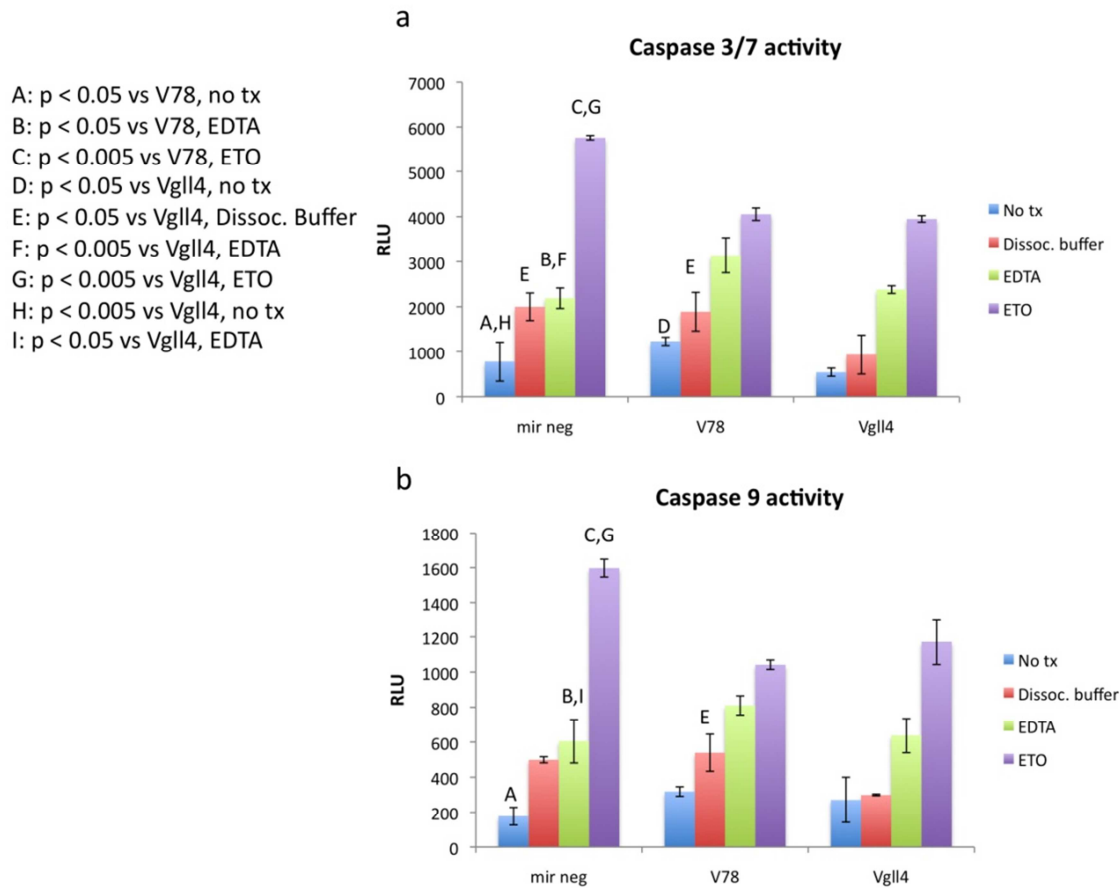 A: p < 0.05 vs V78, no tx
B: p < 0.05 vs V78, EDTA
C: p < 0.005 vs V78, ETO
D: p < 0.05 vs Vgll4, no tx
E: p < 0.05 vs Vgll4, Dissoc. Buffer
F: p < 0.005 vs Vgll4, EDTA
G: p < 0.005 vs Vgll4, ETO
H: p < 0.005 vs Vgll4, no tx
I: p < 0.05 vs Vgll4, EDTA
a
Caspase 3/7 activity
7000
6000
5000
4000
3000
2000
1000
0
RLU
A,H
E
B,F
C,G
D
E
mir neg
V78
Vgll4
No tx
Dissoc. buffer
EDTA
ETO
b
Caspase 9 activity
1800
1600
1400
1200
1000
800
600
400
200
0
RLU
A
B,I
C,G
E
mir neg
V78
Vgll4
No tx
Dissoc. buffer
EDTA
ETO